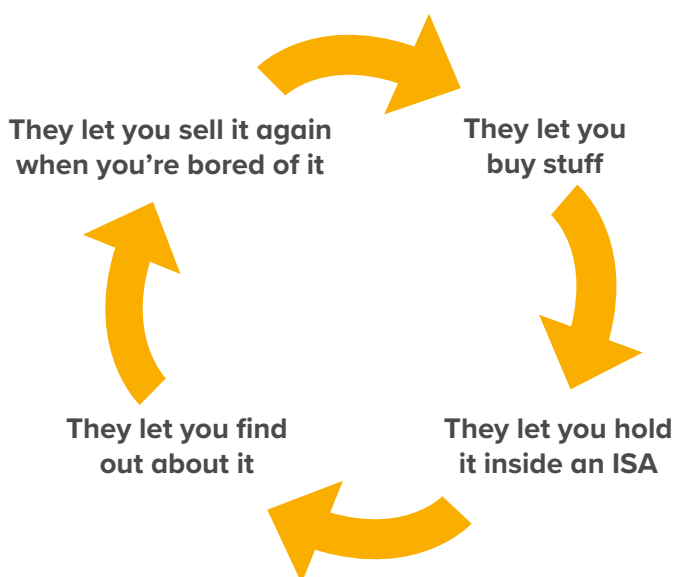 They let you sell it again
when you’re bored of it
They let you
buy stuff
They let you hold
it inside an ISA
They let you find
out about it